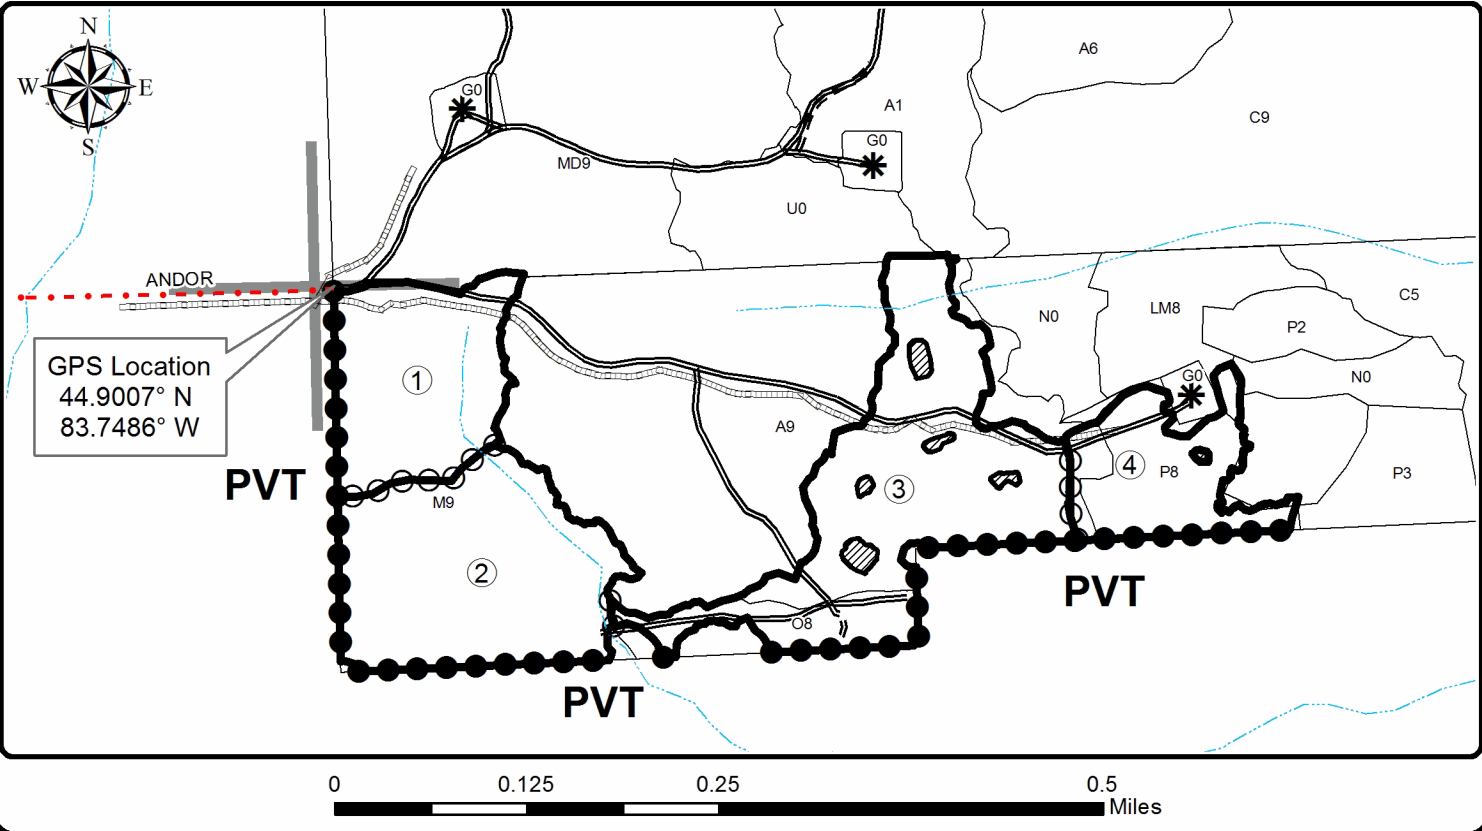 N
W E
S
G0
A6
A1
C9
G0
MD9
U0
ANDOR
GPS Location
44.9007° N
83.7486° W
N0
LM8
C5
P2
G0
N0
1
A9
PVT
M9
3
4
P8
P3
2
PVT
O8
PVT
0 0.125 0.25 0.5
Miles